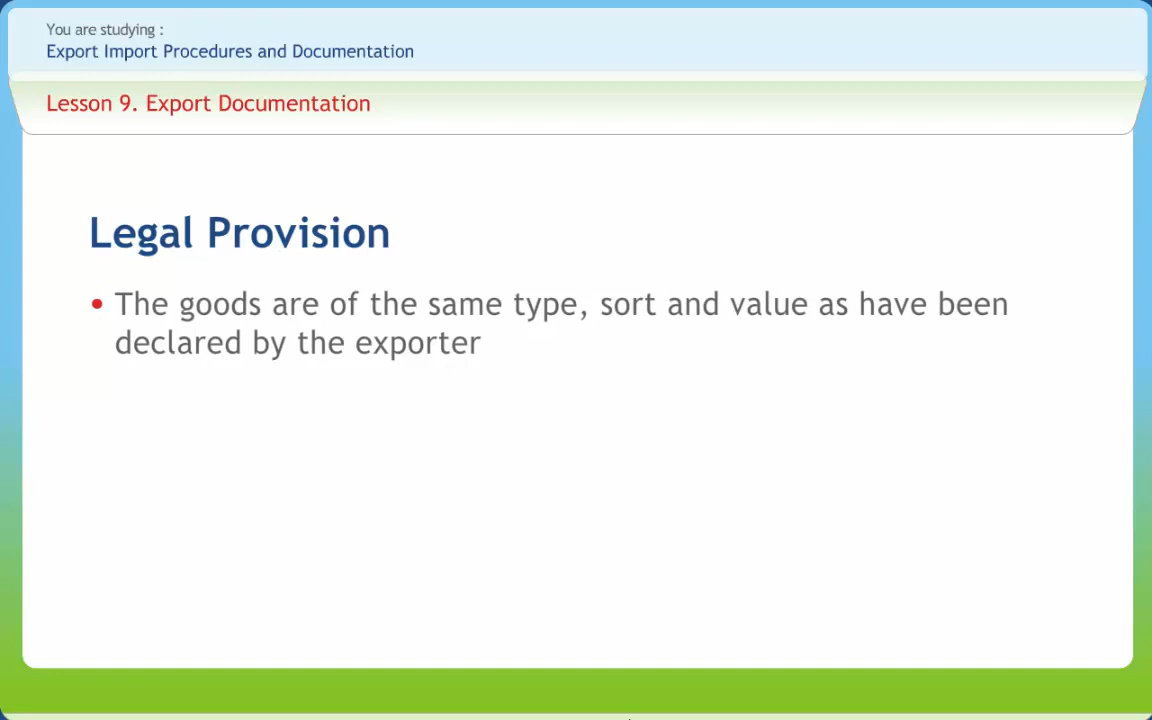 You are studying :
Export Import Procedures and Documentation
Lesson 9. Export Documentation
Legal Provision
• The goods are of the same type, sort and value as have been
declared by the exporter